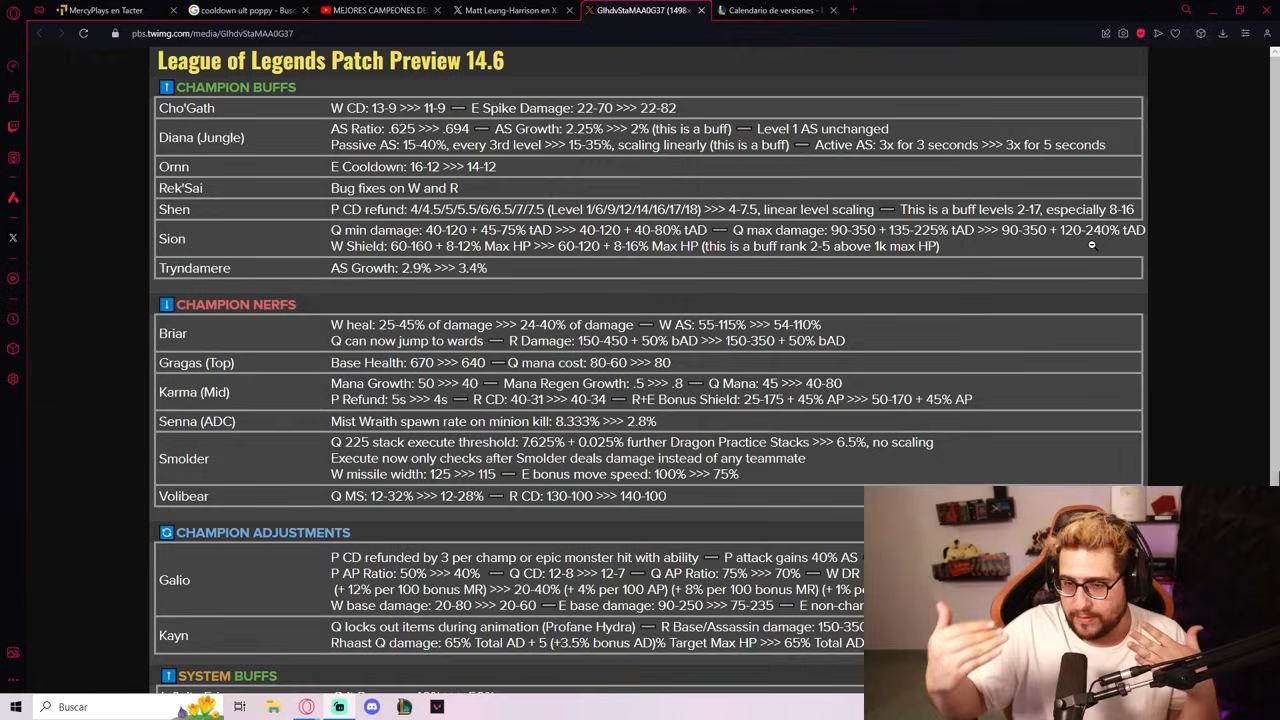 MercyPlays en Tacter
cooldown ult poppy - Bus
MEJORES CAMPEONES DE
Matt Leung-Harrison en X
GIhdvStaMAA0G37 (1498×
Calendario de versiones - L
pbs.twimg.com/media/GIhdvStaMAA0G37
League of Legends Patch Preview 14.6
CHAMPION BUFFS
Cho'Gath W CD: 13-9 >>> 11-9 — E Spike Damage: 22-70 >>> 22-82
Diana (Jungle) AS Ratio: .625 >>> .694 — AS Growth: 2.25% >>> 2% (this is a buff) — Level 1 AS unchanged
Passive AS: 15-40%, every 3rd level >>> 15-35%, scaling linearly (this is a buff) — Active AS: 3x for 3 seconds >>> 3x for 5 seconds
Ornn E Cooldown: 16-12 >>> 14-12
Rek'Sai Bug fixes on W and R
Shen P CD refund: 4/4.5/5/5.5/6/6.5/7/7.5 (Level 1/6/9/12/14/16/17/18) >>> 4-7.5, linear level scaling — This is a buff levels 2-17, especially 8-16
Sion Q min damage: 40-120 + 45-75% tAD >>> 40-120 + 40-80% tAD — Q max damage: 90-350 + 135-225% tAD >>> 90-350 + 120-240% tAD
W Shield: 60-160 + 8-12% Max HP >>> 60-120 + 8-16% Max HP (this is a buff rank 2-5 above 1k max HP)
Tryndamere AS Growth: 2.9% >>> 3.4%
CHAMPION NERFS
Briar W heal: 25-45% of damage >>> 24-40% of damage — W AS: 55-115% >>> 54-110%
Q can now jump to wards — R Damage: 150-450 + 50% bAD >>> 150-350 + 50% bAD
Gragas (Top) Base Health: 670 >>> 640 — Q mana cost: 80-60 >>> 80
Karma (Mid) Mana Growth: 50 >>> 40 — Mana Regen Growth: .5 >>> .8 — Q Mana: 45 >>> 40-80
P Refund: 5s >>> 4s — R CD: 40-31 >>> 40-34 — R+E Bonus Shield: 25-175 + 45% AP >>> 50-170 + 45% AP
Senna (ADC) Mist Wraith spawn rate on minion kill: 8.333% >>> 2.8%
Smolder Q 225 stack execute threshold: 7.625% + 0.025% further Dragon Practice Stacks >>> 6.5%, no scaling
Execute now only checks after Smolder deals damage instead of any teammate
W missile width: 125 >>> 115 — E bonus move speed: 100% >>> 75%
Volibear Q MS: 12-32% >>> 12-28% — R CD: 130-100 >>> 140-100
CHAMPION ADJUSTMENTS
Galio P CD refunded by 3 per champ or epic monster hit with ability — P attack gains 40% AS
P AP Ratio: 50% >>> 40% — Q CD: 12-8 >>> 12-7 — Q AP Ratio: 75% >>> 70% — W DR
(+ 12% per 100 bonus MR) >>> 20-40% (+ 4% per 100 AP) (+ 8% per 100 bonus MR) (+ 1% p
W base damage: 20-80 >>> 20-60 — E base damage: 90-250 >>> 75-235 — E non-cha
Kayn Q locks out items during animation (Profane Hydra) — R Base/Assassin damage: 150-350
Rhaast Q damage: 65% Total AD + 5 (+3.5% bonus AD)% Target Max HP >>> 65% Total AD
SYSTEM BUFFS
Buscar